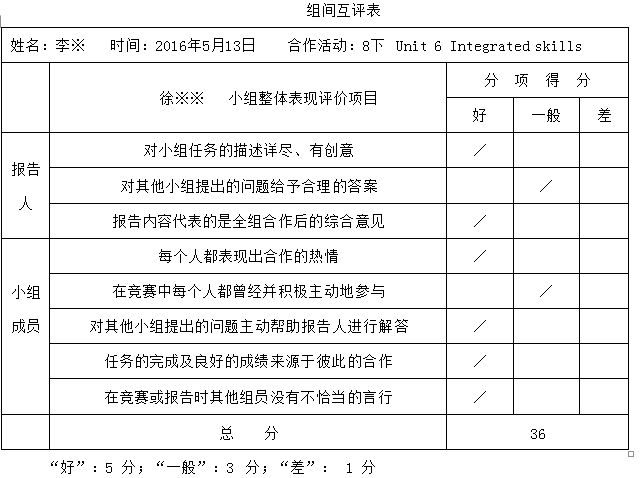 组间互评表
姓名：李※ 时间：2016年5月13日 合作活动：8下 Unit 6 Integrated skills
徐※※ 小组整体表现评价项目
分 项 得 分
好 一般 差
报告人
对小组任务的描述详尽、有创意 ／
对其他小组提出的问题给予合理的答案 ／
报告内容代表的是全组合作后的综合意见 ／
小组成员
每个人都表现出合作的热情 ／
在竞赛中每个人都曾经并积极主动地参与 ／
对其他小组提出的问题主动帮助报告人进行解答 ／
任务的完成及良好的成绩来源于彼此的合作 ／
在竞赛或报告时其他组员没有不恰当的言行 ／
总 分 36
“好”：5 分；“一般”：3 分；“差”： 1 分